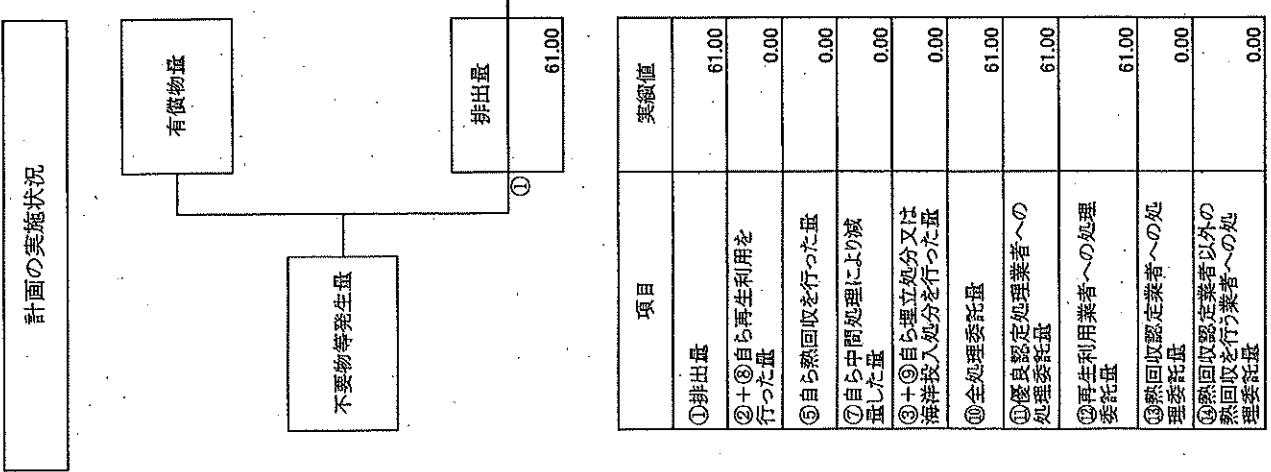 計画の実施状況
有償物量
不要物等発生量
排出量
①
61.00
項目
実績値
①排出量
61.00
②+⑧自ら再生利用を
行った量
0.00
⑤自ら熱回収を行った量
0.00
⑦自ら中間処理により減
量した量
0.00
③+⑨自ら埋立処分又は
海洋投入処分を行った量
0.00
⑩全処理委託量
61.00
⑪優良認定処理業者への
処理委託量
61.00
⑫再生利用業者への処理
委託量
61.00
⑬熱回収認定業者への処
理委託量
0.00
⑭熱回収認定業者以外の
熱回収を行う業者への処
理委託量
0.00